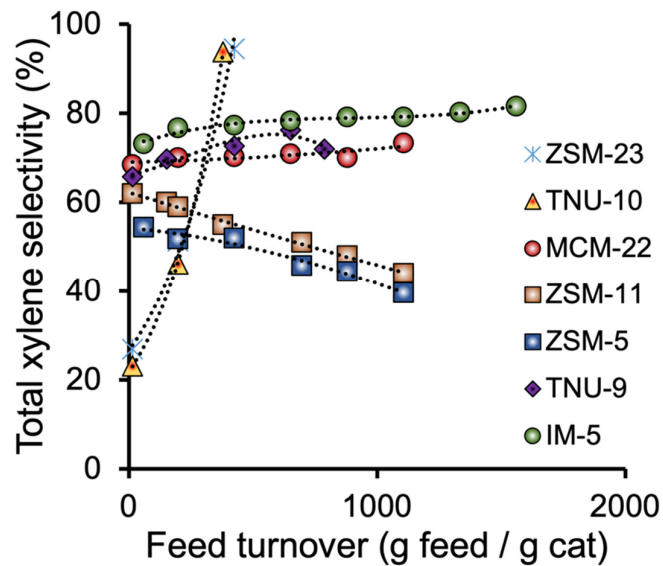 Total xylene selectivity (%)
100
80
60
40
20
0
0
1000
2000
Feed turnover (g feed / g cat)
ZSM-23
TNU-10
MCM-22
ZSM-11
ZSM-5
TNU-9
IM-5